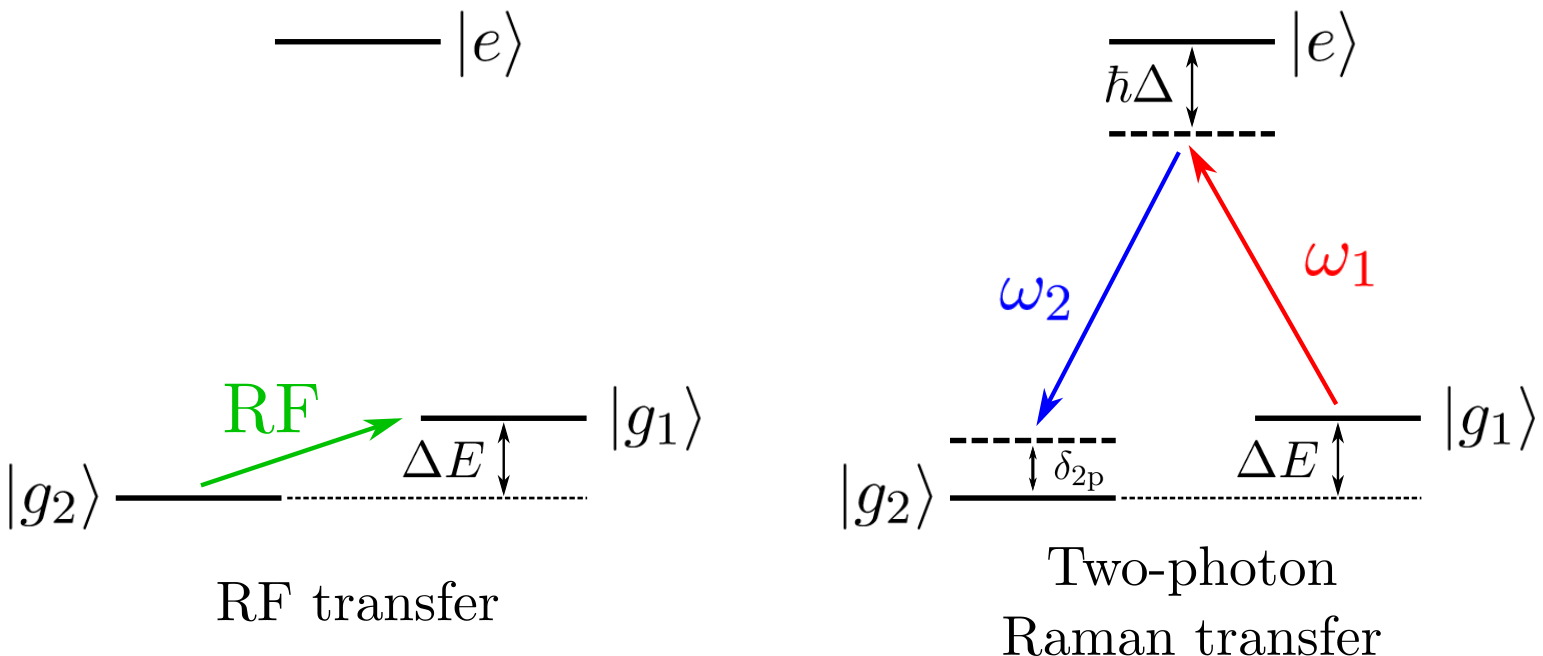 |e⟩
RF
|g₁⟩
ΔE
|g₂⟩
RF transfer
|e⟩
ħΔ
ω₂
ω₁
|g₁⟩
ΔE
δ₂ₚ
|g₂⟩
Two-photon
Raman transfer